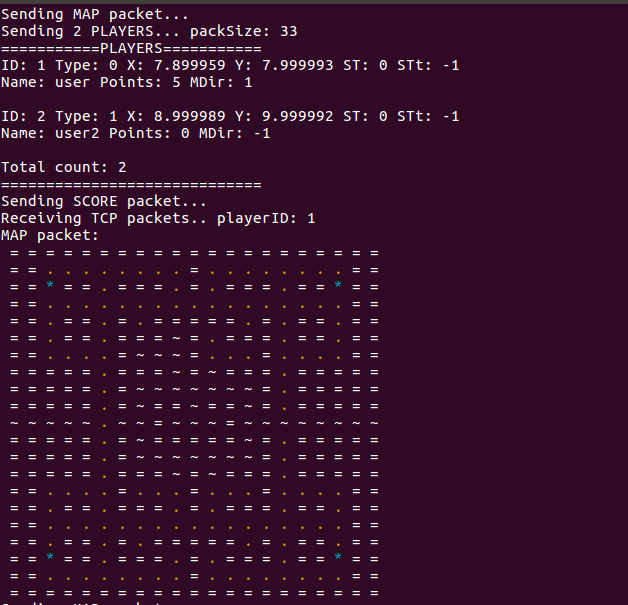 Sending MAP packet...
Sending 2 PLAYERS... packSize: 33
===========PLAYERS===========
ID: 1 Type: 0 X: 7.899959 Y: 7.999993 ST: 0 STt: -1
Name: user Points: 5 MDir: 1
ID: 2 Type: 1 X: 8.999989 Y: 9.999992 ST: 0 STt: -1
Name: user2 Points: 0 MDir: -1
Total count: 2
==============================
Sending SCORE packet...
Receiving TCP packets.. playerID: 1
MAP packet:
= = = = = = = = = = = = = = = = = = = = =
= = . . . . . . . . = . . . . . . . . = =
= = * = = . = = = . = . = = = . = = * = =
= = . . . . . . . . . . . . . . . . . = =
= = . = = . = . = = = = = . = . = = . = =
= = . = = . = = = ~ = . = = = . = = . = =
= = . . . . = ~ ~ ~ = . . . = . . . . = =
= = = = = . = = = ~ = ~ = = = . = = = = =
= = = = = . = ~ ~ ~ ~ ~ ~ ~ = . = = = = =
= = = = = . = ~ = = ~ = = ~ = . = = = = =
~ ~ ~ ~ ~ . ~ ~ = ~ ~ ~ = ~ ~ ~ ~ ~ ~ ~ ~
= = = = = . = ~ = = = = = ~ = . = = = = =
= = = = = . = ~ ~ ~ ~ ~ ~ ~ = . = = = = =
= = = = = . = = = ~ = ~ = = = . = = = = =
= = . . . . = . . . = . . . = . . . . = =
= = . = = . = = = . = . = = = . = = . = =
= = . . . . . . . . . . . . . . . . . = =
= = . = = . = . = = = = = . = . = = . = =
= = * = = . = = = . = . = = = . = = * = =
= = . . . . . . . . = . . . . . . . . = =
= = = = = = = = = = = = = = = = = = = = =